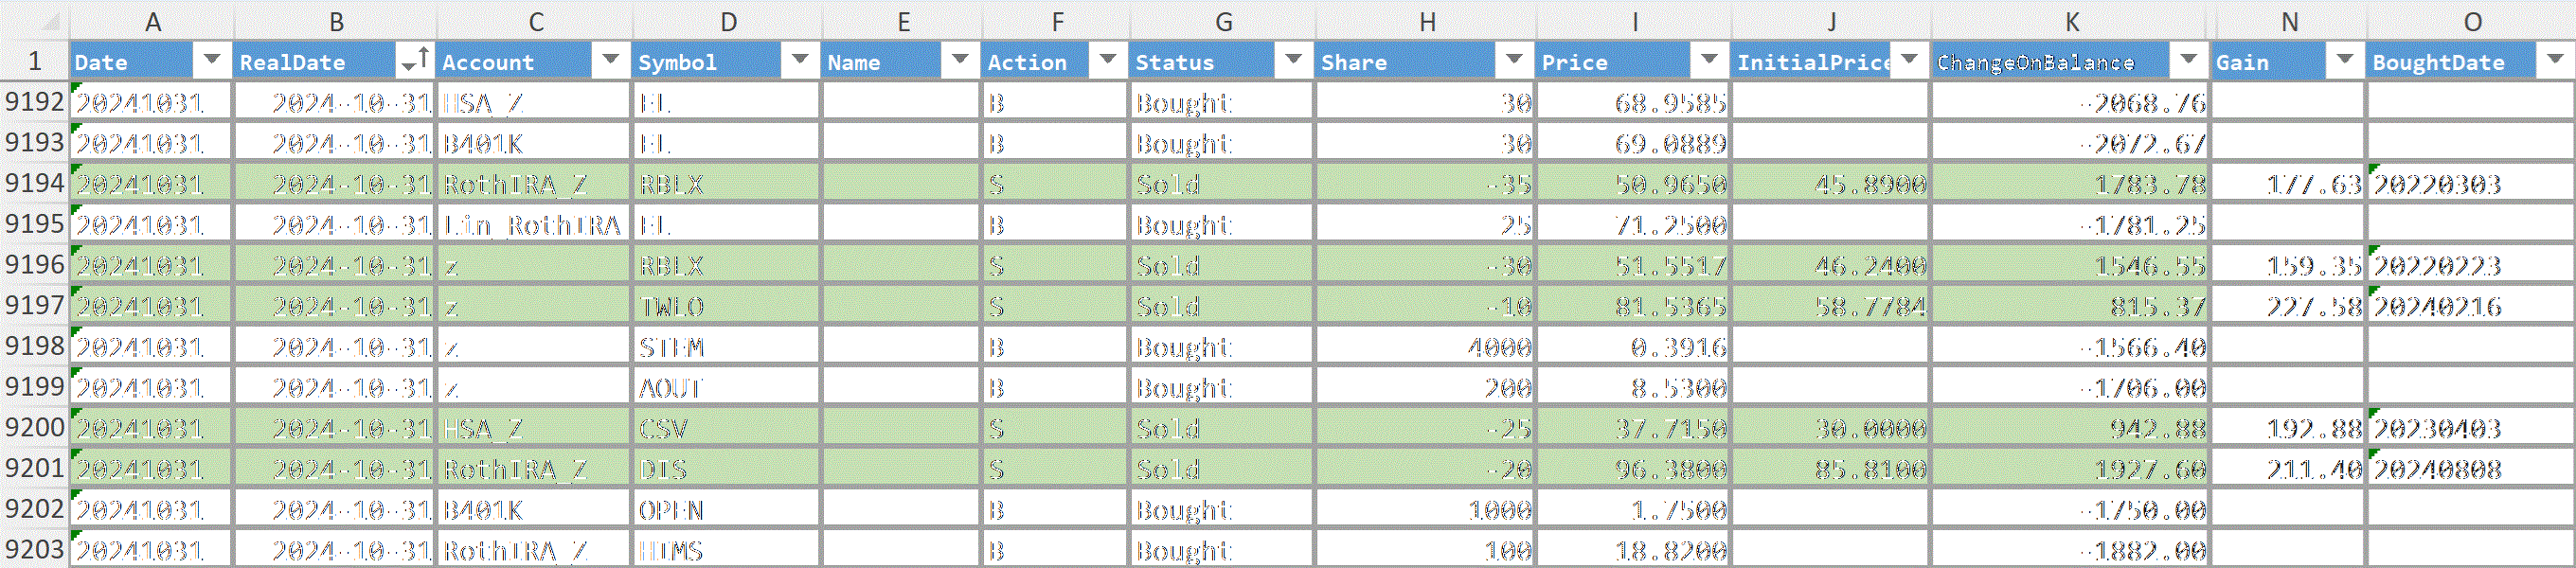 A B C D E F G H I J K N O
1 Date RealDate Account Symbol Name Action Status Share Price InitialPrice ChangeOnBalance Gain BoughtDate
9192 20241031 2024-10-31 HSA_Z EL B Bought 30 68.9585 -2068.76
9193 20241031 2024-10-31 B401K EL B Bought 30 69.0889 -2072.67
9194 20241031 2024-10-31 RothIRA_Z RBLX S Sold -35 50.9650 45.8900 1783.78 177.63 20220303
9195 20241031 2024-10-31 Lin_RothIRA EL B Bought 25 71.2500 -1781.25
9196 20241031 2024-10-31 z RBLX S Sold -30 51.5517 46.2400 1546.55 159.35 20220223
9197 20241031 2024-10-31 z TWLO S Sold -10 81.5365 58.7784 815.37 227.58 20240216
9198 20241031 2024-10-31 z STEM B Bought 4000 0.3916 -1566.40
9199 20241031 2024-10-31 z AOUT B Bought 200 8.5300 -1706.00
9200 20241031 2024-10-31 HSA_Z CSV S Sold -25 37.7150 30.0000 942.88 192.88 20230403
9201 20241031 2024-10-31 RothIRA_Z DIS S Sold -20 96.3800 85.8100 1927.60 211.40 20240808
9202 20241031 2024-10-31 B401K OPEN B Bought 1000 1.7500 -1750.00
9203 20241031 2024-10-31 RothIRA_Z HIMS B Bought 100 18.8200 -1882.00